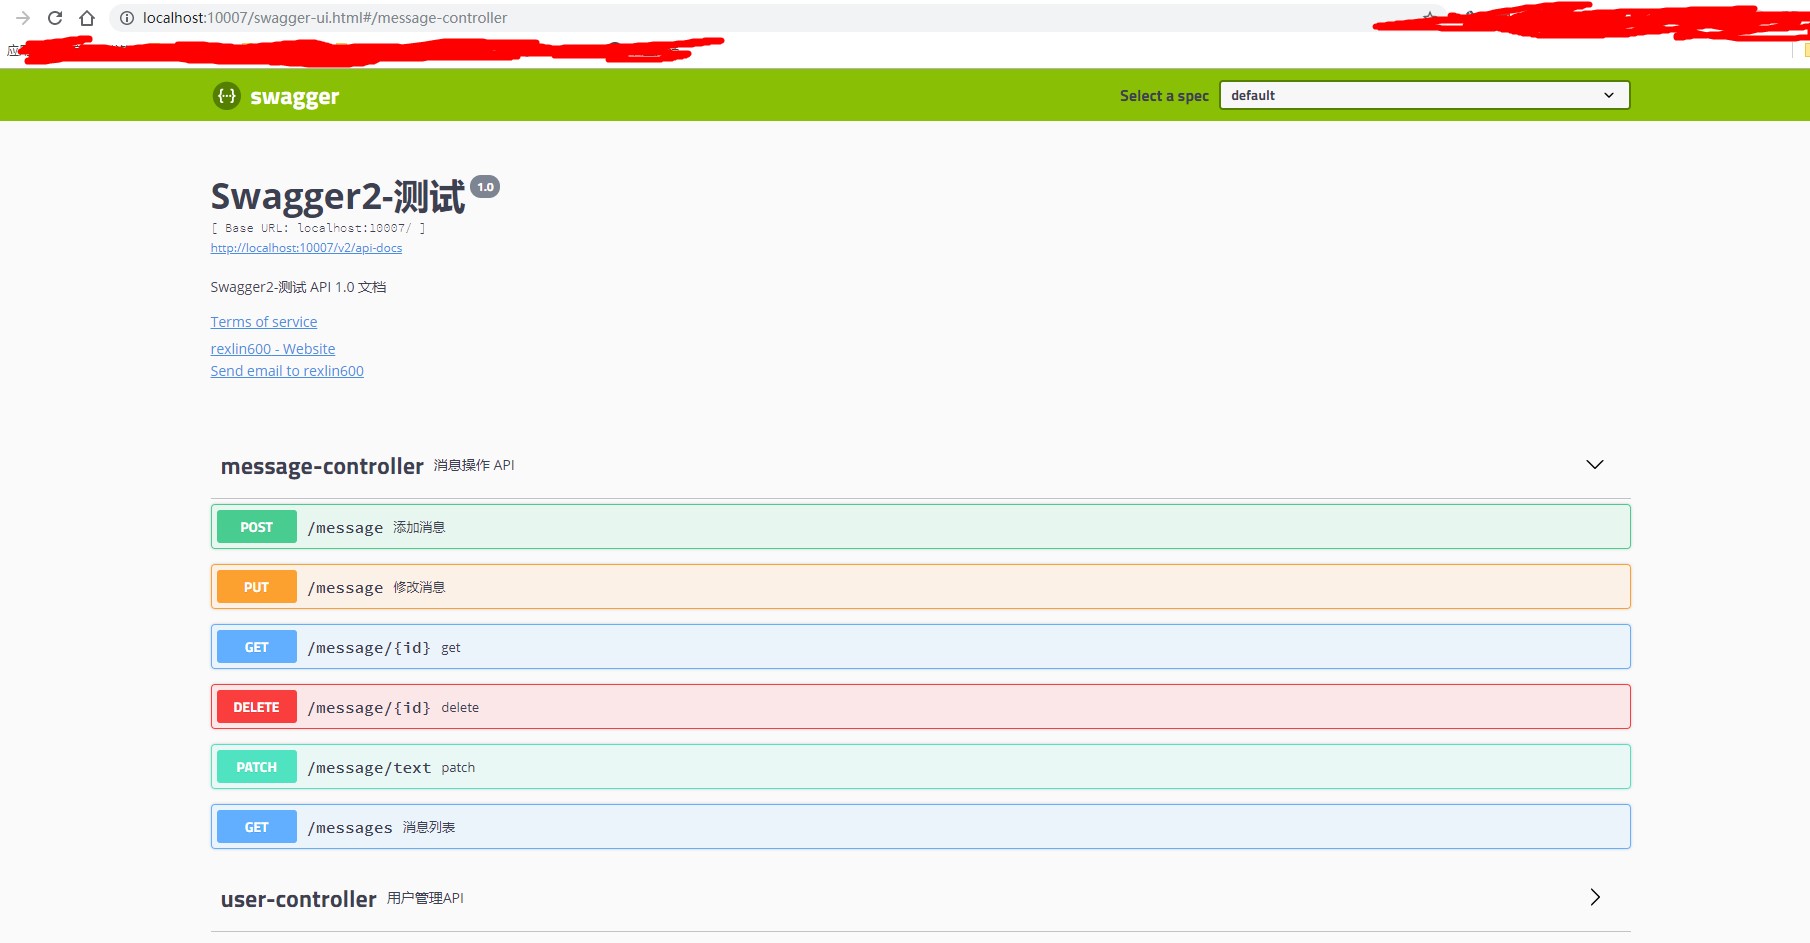 localhost:10007/swagger-ui.html#/message-controller
swagger
Select a spec default
Swagger2-测试 1.0
[ Base URL: localhost:10007/ ]
http://localhost:10007/v2/api-docs
Swagger2-测试 API 1.0 文档
Terms of service
rexlin600 - Website
Send email to rexlin600
message-controller 消息操作 API
POST /message 添加消息
PUT /message 修改消息
GET /message/{id} get
DELETE /message/{id} delete
PATCH /message/text patch
GET /messages 消息列表
user-controller 用户管理API